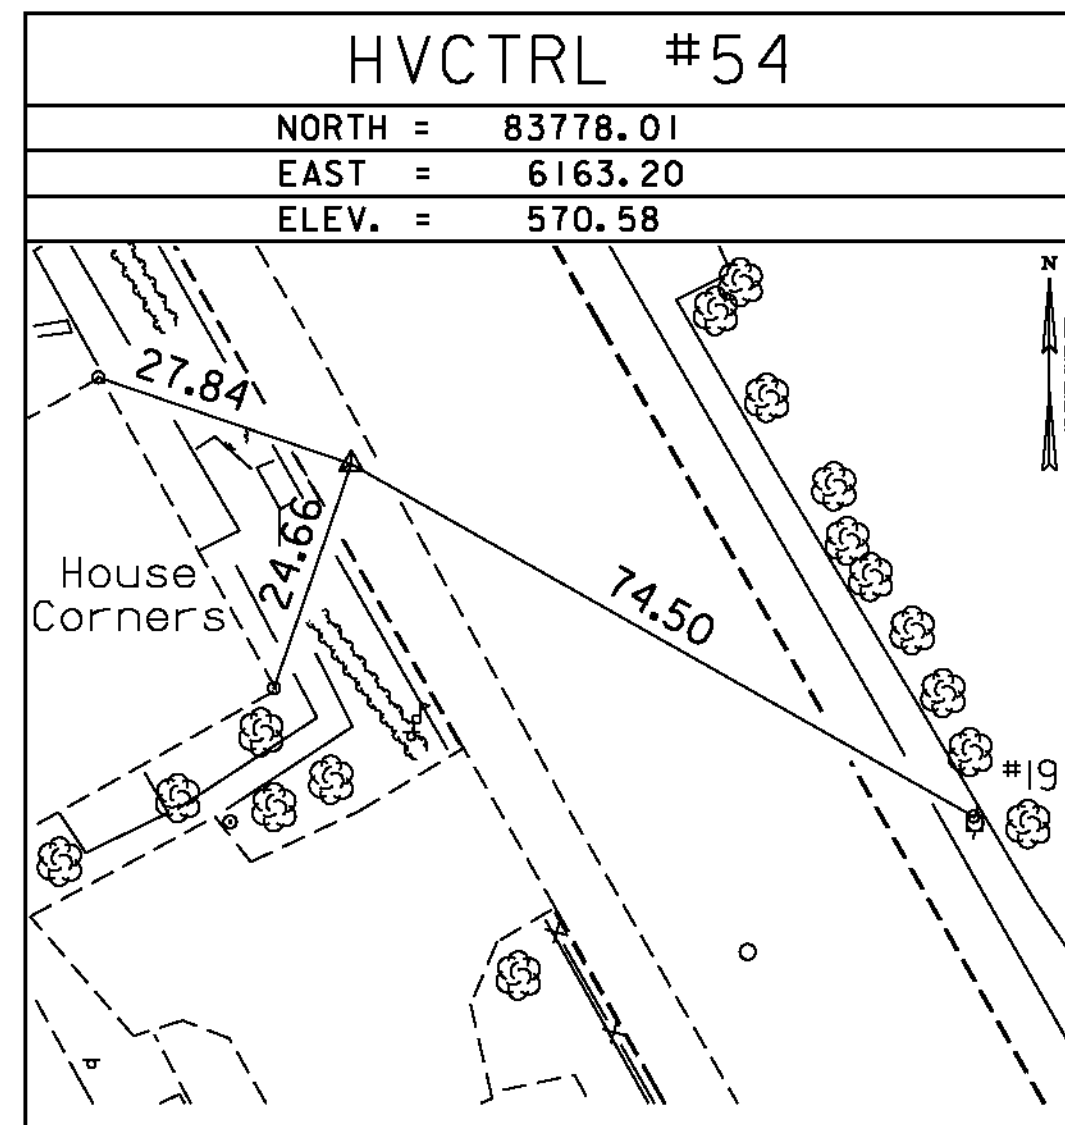 HVCTRL #54
NORTH = 83778.01
EAST = 6163.20
ELEV. = 570.58
N
27.84
24.66
House
Corners
74.50
#19